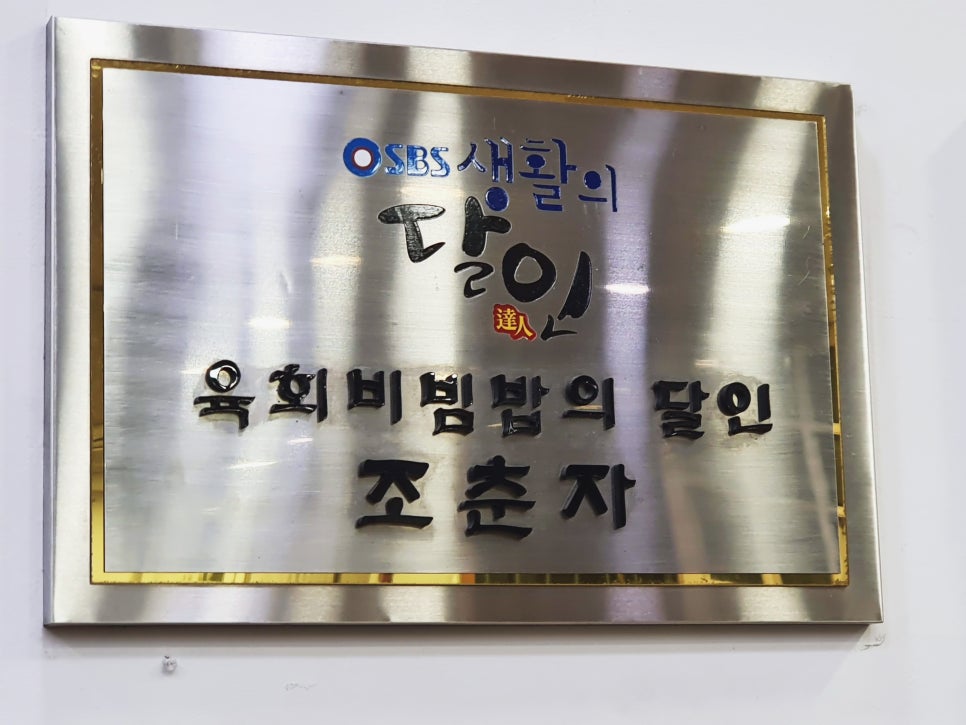 SBS 생활의
달인
達人
육회비빔밥의 달인
조춘자